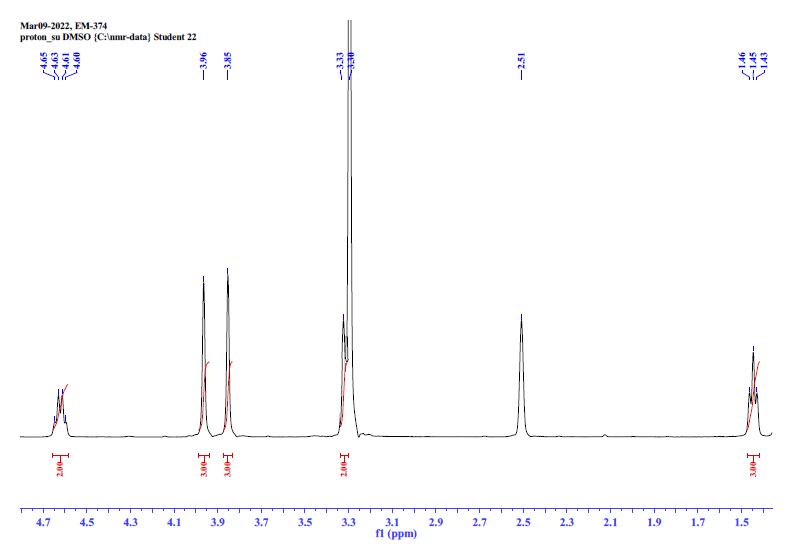 Mar09-2022, EM-374
proton_su DMSO {C:\nmr-data} Student 22
4.65 4.63 4.61 4.60 3.96 3.85 3.33 3.30 2.51 1.46 1.45 1.43
2.00 3.00 3.00 2.00 3.00
4.7 4.5 4.3 4.1 3.9 3.7 3.5 3.3 3.1 2.9 2.7 2.5 2.3 2.1 1.9 1.7 1.5
f1 (ppm)